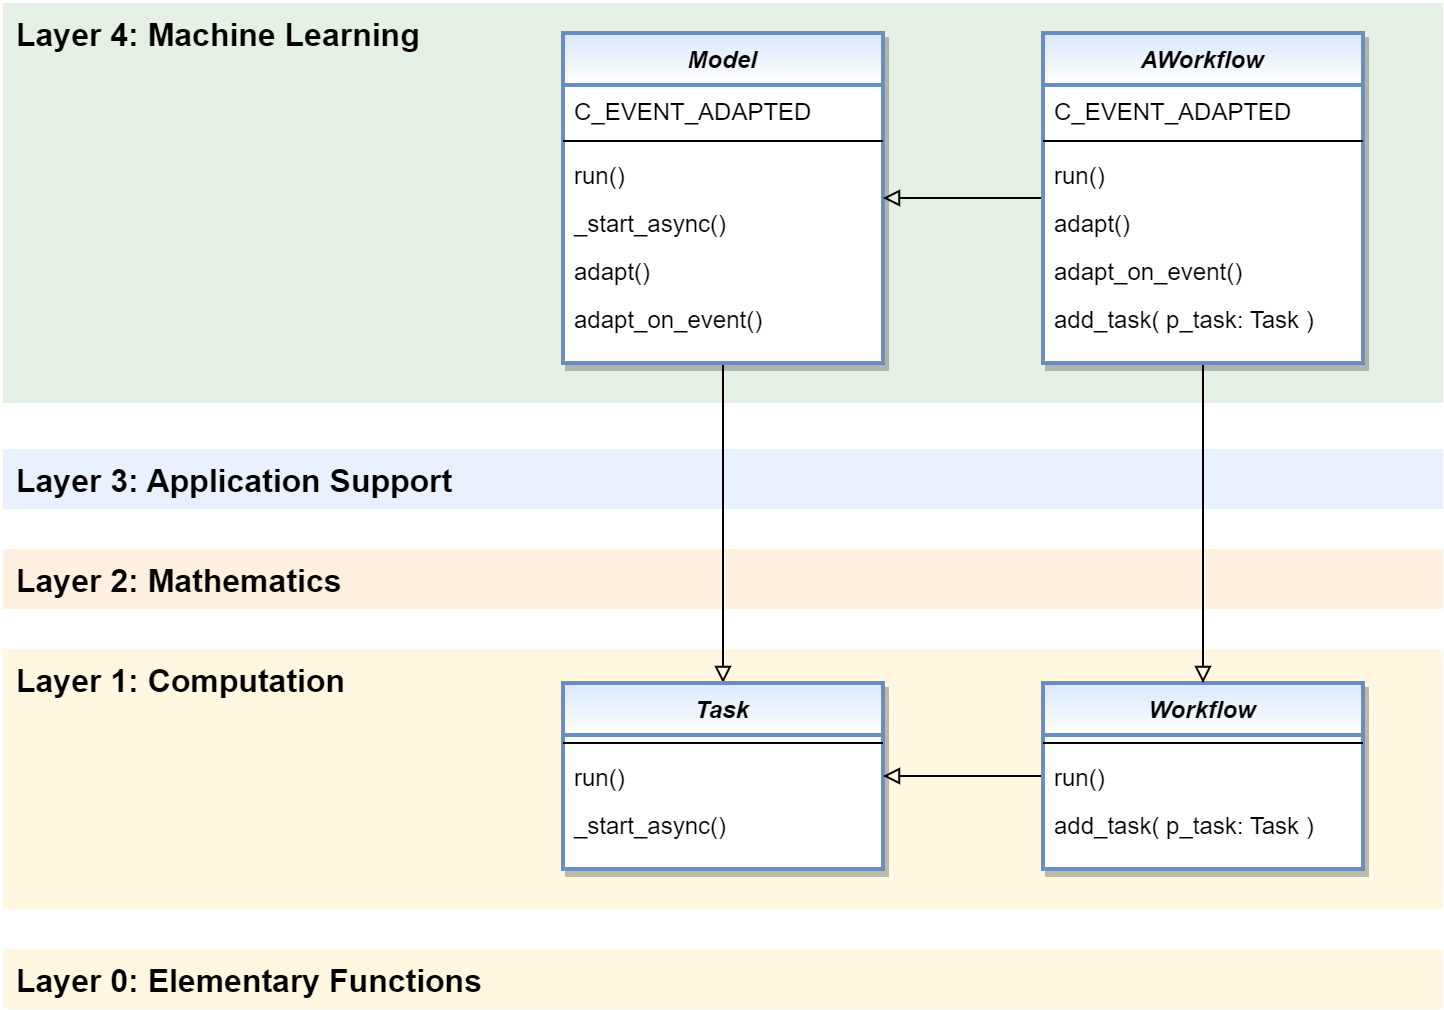 Layer 4: Machine Learning
Model
C_EVENT_ADAPTED
run()
_start_async()
adapt()
adapt_on_event()
AWorkflow
C_EVENT_ADAPTED
run()
adapt()
adapt_on_event()
add_task( p_task: Task )
Layer 3: Application Support
Layer 2: Mathematics
Layer 1: Computation
Task
run()
_start_async()
Workflow
run()
add_task( p_task: Task )
Layer 0: Elementary Functions